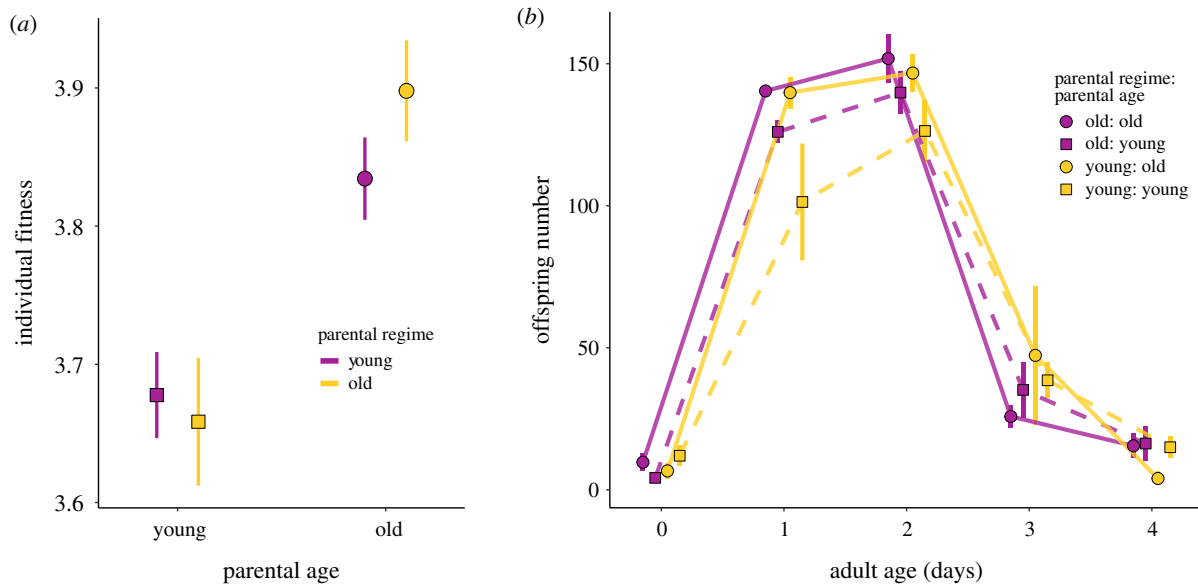 (a)
3.9
3.8
3.7
3.6
individual fitness
parental regime
young
old
young
old
parental age
(b)
150
100
50
0
offspring number
parental regime:
parental age
old: old
old: young
young: old
young: young
0
1
2
3
4
adult age (days)